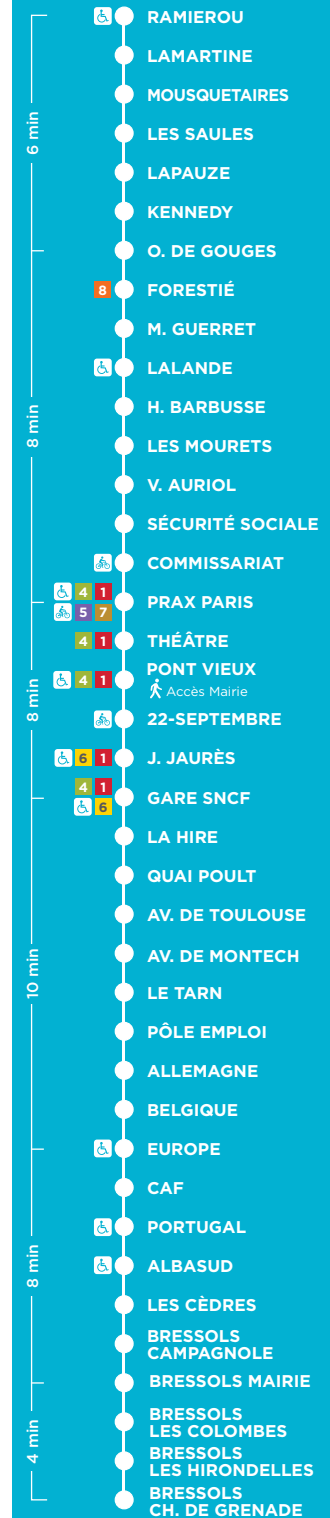 RAMIEROU
LAMARTINE
MOUSQUETAIRES
6 min
LES SAULES
LAPAUZE
KENNEDY
O. DE GOUGES
8 FORESTIÉ
M. GUERRET
LALANDE
H. BARBUSSE
8 min
LES MOURETS
V. AURIOL
SÉCURITÉ SOCIALE
COMMISSARIAT
4 1
PRAX PARIS
5 7
4 1 THÉÂTRE
PONT VIEUX
4 1
Accès Mairie
8 min
22-SEPTEMBRE
6 1 J. JAURÈS
4 1
GARE SNCF
6
LA HIRE
QUAI POULT
AV. DE TOULOUSE
AV. DE MONTECH
10 min
LE TARN
PÔLE EMPLOI
ALLEMAGNE
BELGIQUE
EUROPE
CAF
PORTUGAL
ALBASUD
8 min
LES CÈDRES
BRESSOLS
CAMPAGNOLE
BRESSOLS MAIRIE
BRESSOLS
LES COLOMBES
4 min
BRESSOLS
LES HIRONDELLES
BRESSOLS
CH. DE GRENADE